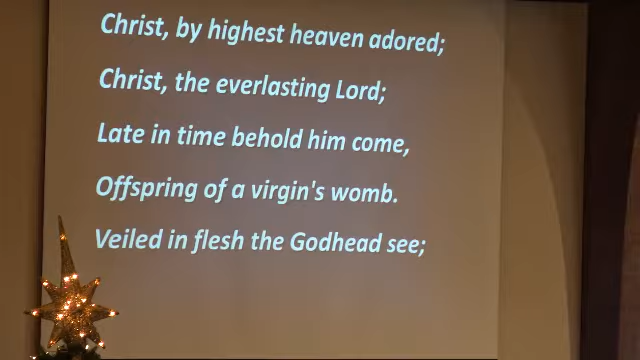 Christ, by highest heaven adored;
Christ, the everlasting Lord;
Late in time behold him come,
Offspring of a virgin's womb.
Veiled in flesh the Godhead see;